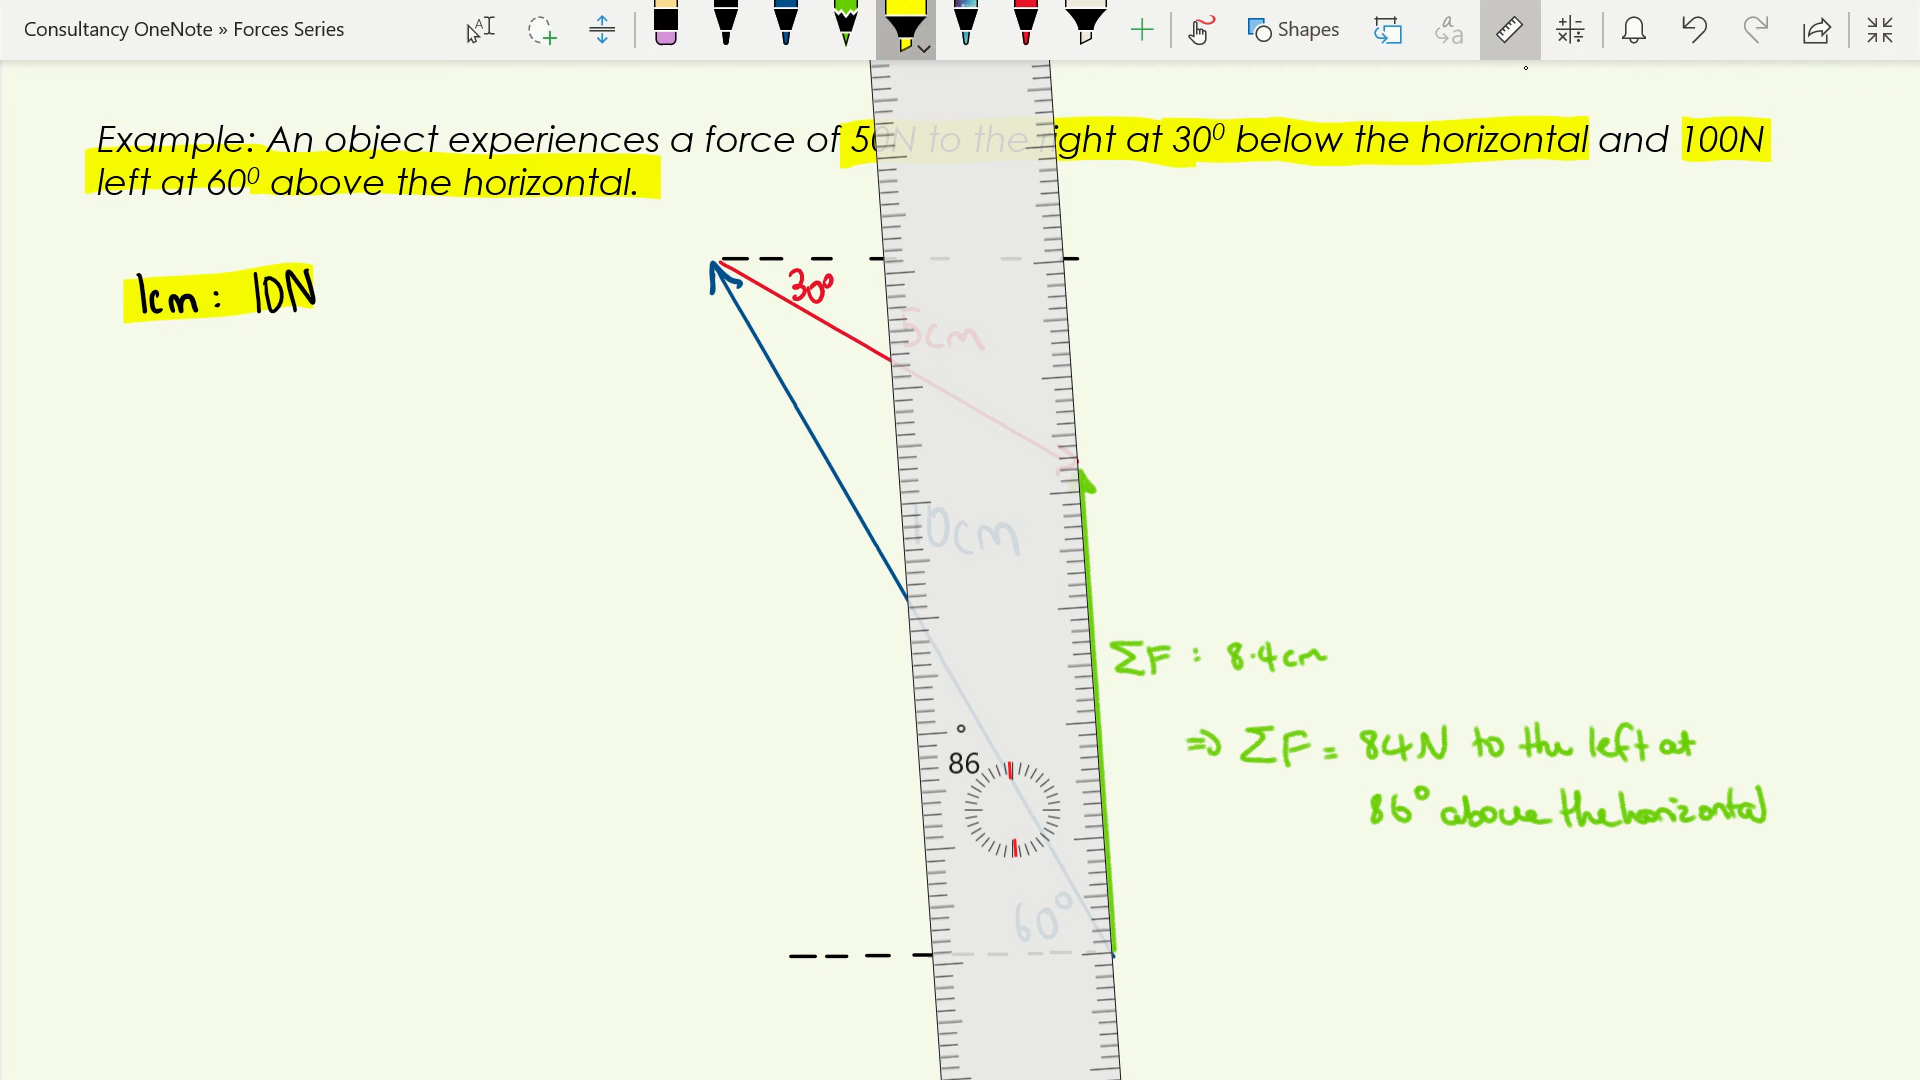 Consultancy OneNote » Forces Series
Shapes
Example: An object experiences a force of 50N to the right at 30⁰ below the horizontal and 100N
left at 60⁰ above the horizontal.
1cm : 10N
30°
5cm
10cm
ΣF : 8.4cm
⇒ ΣF = 84N to the left at
86° above the horizontal
86°
60°